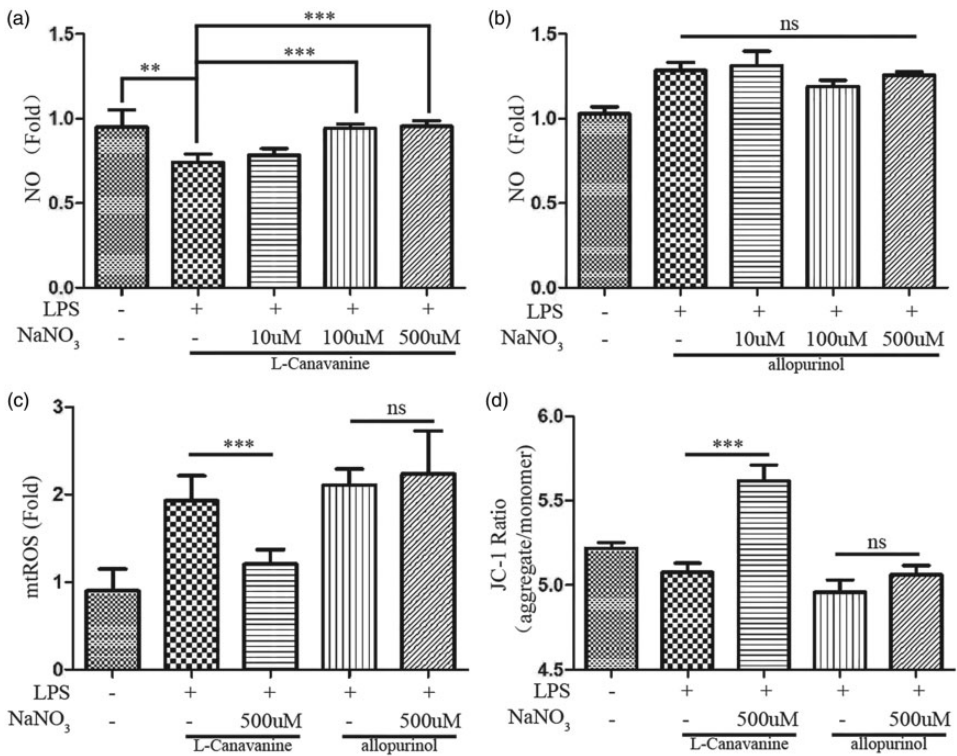 (a)
NO (Fold)
1.5
1.0
0.5
0.0
**
***
***
LPS - + + + +
NaNO3 - - 10uM 100uM 500uM
L-Canavanine
(b)
NO (Fold)
1.5
1.0
0.5
0.0
ns
LPS - + + + +
NaNO3 - - 10uM 100uM 500uM
allopurinol
(c)
mtROS (Fold)
3
2
1
0
***
ns
LPS - + + + +
NaNO3 - - 500uM - 500uM
L-Canavanine allopurinol
(d)
JC-1 Ratio
(aggregate/monomer)
6.0
5.5
5.0
4.5
***
ns
LPS - + + + +
NaNO3 - - 500uM - 500uM
L-Canavanine allopurinol